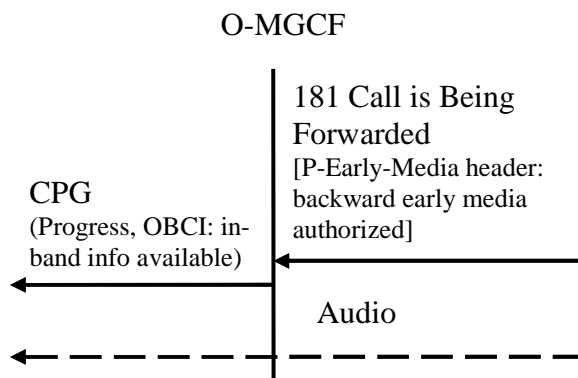 O-MGCF
181 Call is Being
Forwarded
[P-Early-Media header:
backward early media
authorized]
CPG
(Progress, OBCI: in-
band info available)
Audio